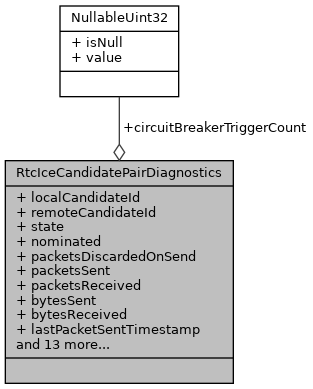 NullableUint32
+ isNull
+ value
+circuitBreakerTriggerCount
RtcIceCandidatePairDiagnostics
+ localCandidateId
+ remoteCandidateId
+ state
+ nominated
+ packetsDiscardedOnSend
+ packetsSent
+ packetsReceived
+ bytesSent
+ bytesReceived
+ lastPacketSentTimestamp
and 13 more...